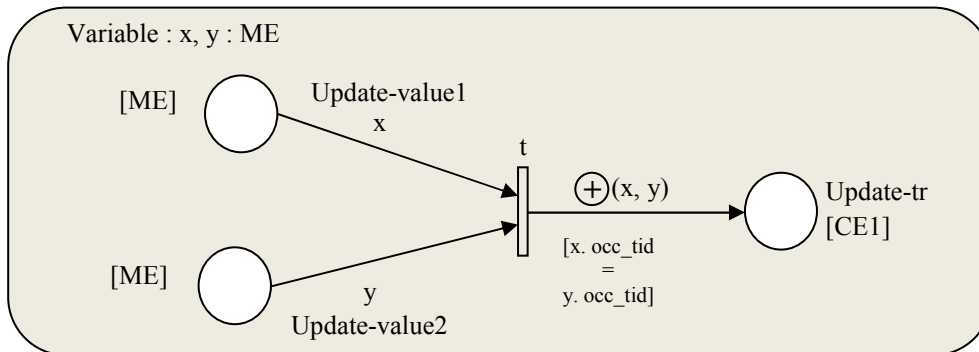 Variable : x, y : ME
[ME]
Update-value1
x
t
+(x, y)
Update-tr
[CE1]
[x. occ_tid
=
y. occ_tid]
[ME]
y
Update-value2